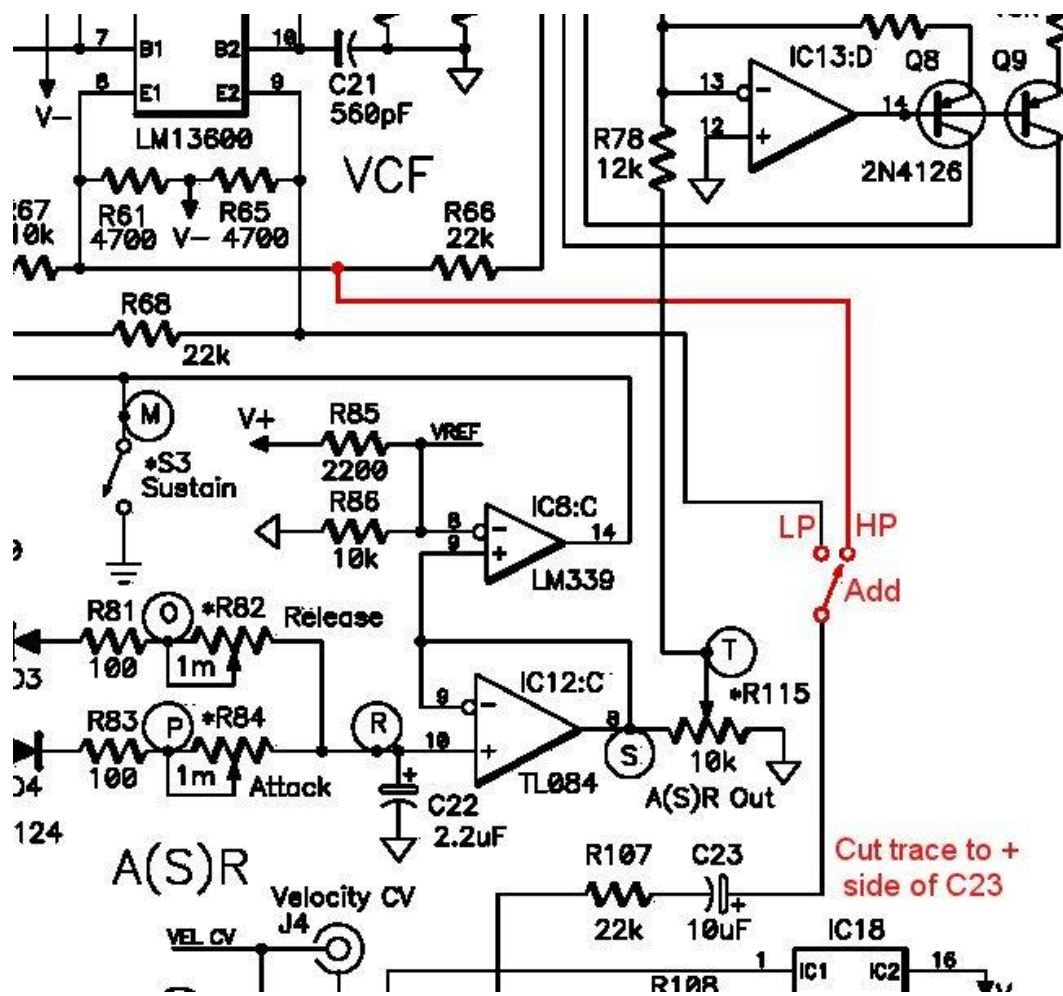 7
B1
B2
10
6
E1
E2
9
C21
560pF
V-
LM13600
VCF
R61
4700
V-
R65
4700
R66
22k
R68
22k
IC13:D
Q8
Q9
13
-
12
+
14
R78
12k
2N4126
M
*S3
Sustain
V+
R85
2200
VREF
R86
10k
8
-
9
+
IC8:C
14
LM339
LP
HP
Add
R81
100
O
*R82
1m
Release
R83
100
P
*R84
1m
Attack
R
+
C22
2.2uF
9
-
10
+
IC12:C
8
TL084
S
T
*R115
10k
A(S)R Out
124
A(S)R
Velocity CV
J4
VEL CV
R107
22k
C23
+
10uF
Cut trace to +
side of C23
IC18
1
IC1
IC2
16
R108